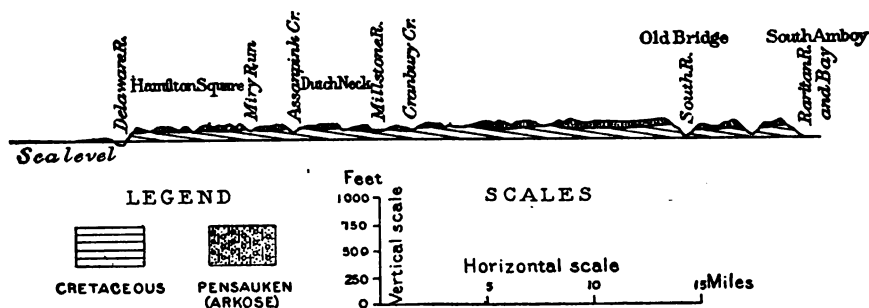 Delaware R.
Hamilton Square
Miry Run
Assanpink Cr.
Dutch Neck
Millstone R.
Cranbury Cr.
Old Bridge
South R.
South Amboy
Raritan R.
and Bay
Sea level
LEGEND
CRETACEOUS
PENSAUKEN
(ARKOSE)
SCALES
Feet
1000
750
500
250
0
Vertical scale
Horizontal scale
5
10
15 Miles